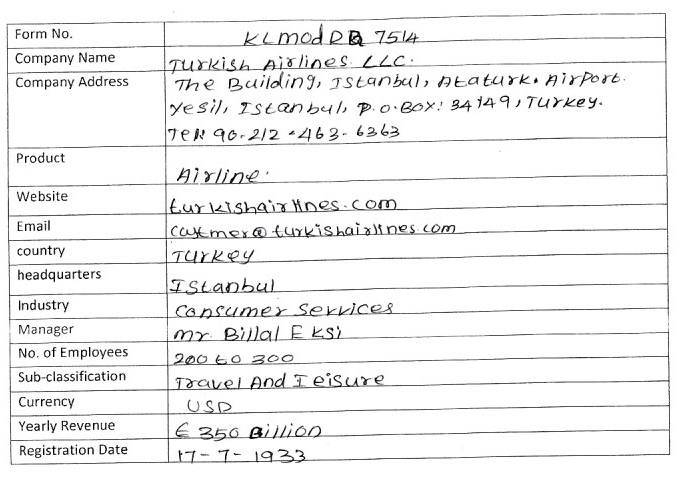 Form No. KLmodRB 7514
Company Name Turkish Airlines LLC.
Company Address The Building, Istanbul, Ataturk. Airport.
Yesil, Istanbul, P.O.Box: 34149, Turkey.
Tel: 90-212-463-6363
Product Airline.
Website turkishairlines.com
Email custmer@turkishairlines.com
country Turkey
headquarters Istanbul
Industry Consumer Services
Manager Mr. Billal Eksi
No. of Employees 200 to 300
Sub-classification Travel And Leisure
Currency USD
Yearly Revenue € 350 Billion
Registration Date 17-7-1933